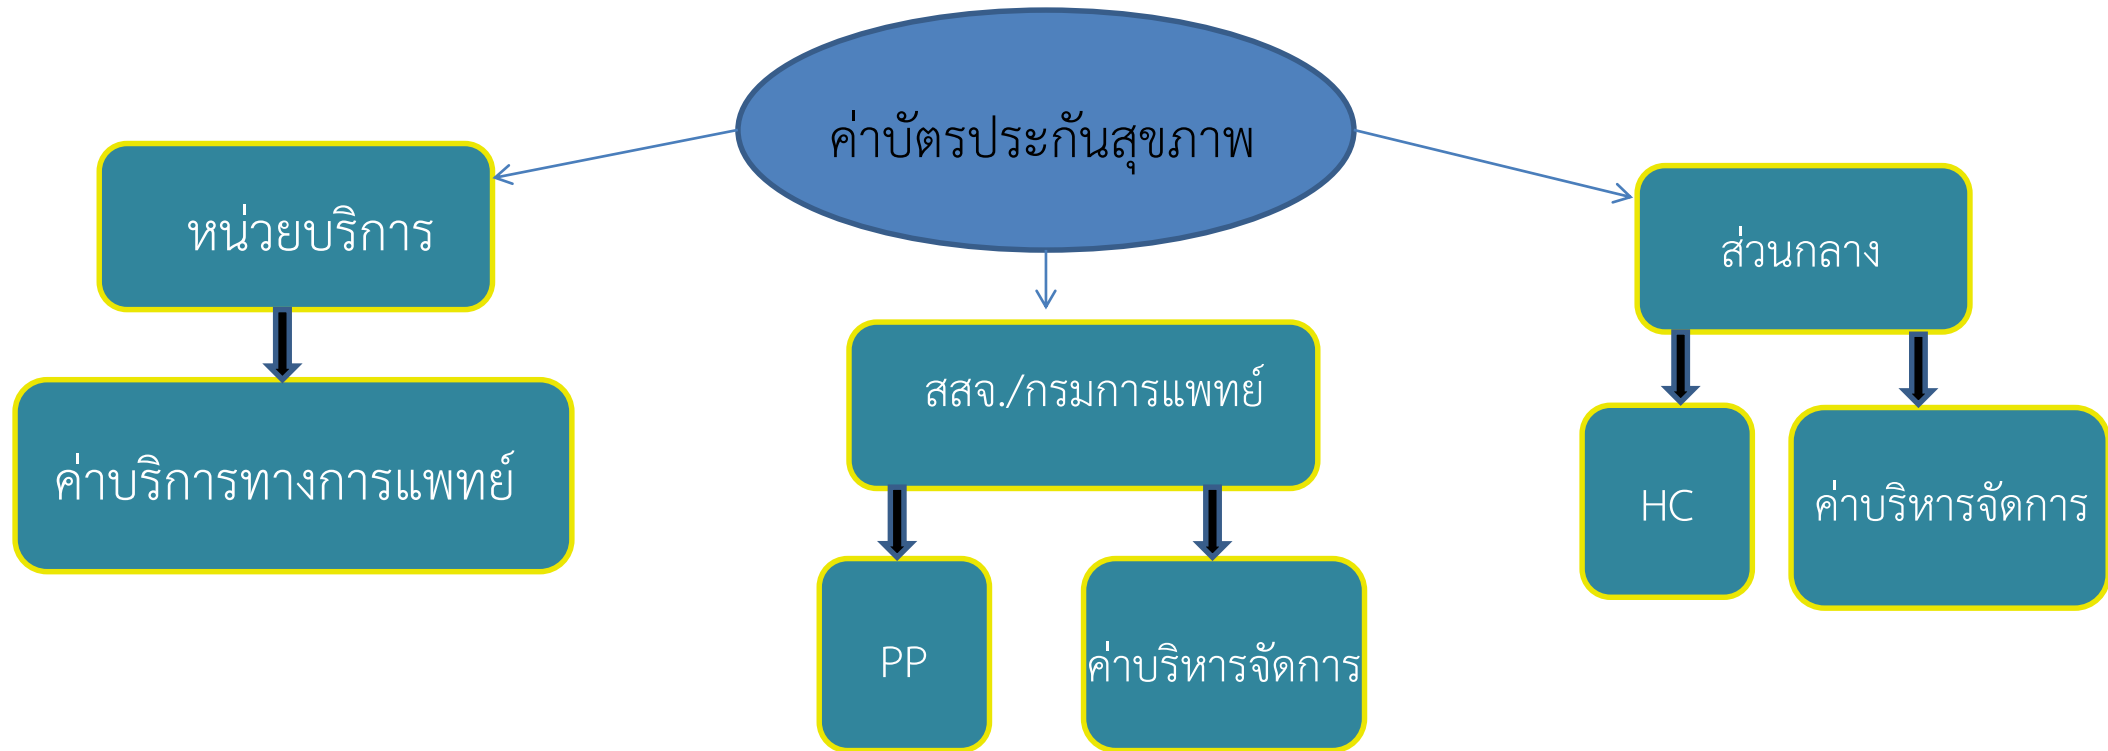 ค่าบัตรประกันสุขภาพ
หน่วยบริการ
ค่าบริการทางการแพทย์
สสจ./กรมการแพทย์
PP
ค่าบริหารจัดการ
ส่วนกลาง
HC
ค่าบริหารจัดการ